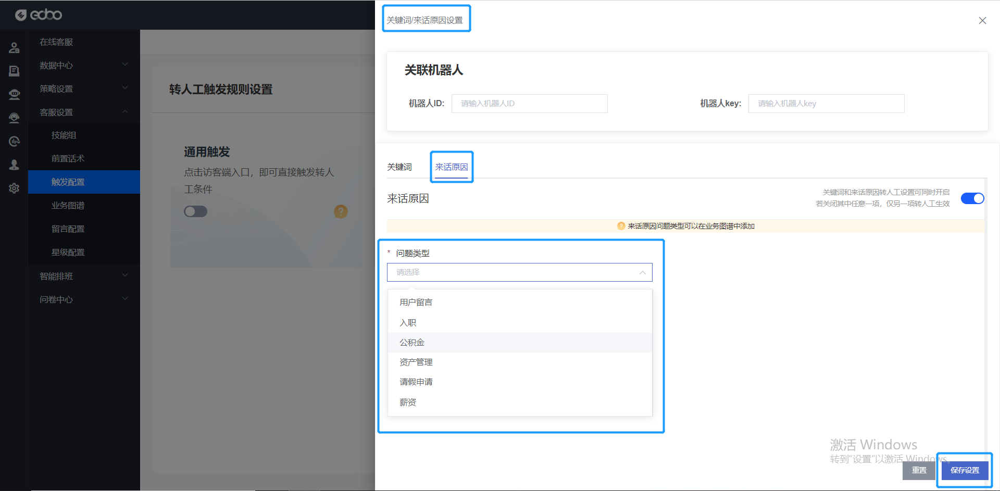 edoo
在线客服
数据中心
策略设置
客服设置
技能组
前置话术
触发配置
业务图谱
留言配置
星级配置
智能排班
问卷中心
转人工触发规则设置
通用触发
点击访客端入口，即可直接触发转人
工条件
?
关键词/来话原因设置
关联机器人
机器人ID:
请输入机器人ID
机器人key:
请输入机器人key
关键词
来话原因
来话原因
关键词和来话原因转人工设置可同时开启
若关闭其中任意一项，仅另一项转人工生效
? 来话原因问题类型可以在业务图谱中添加
* 问题类型
请选择
用户留言
入职
公积金
资产管理
请假申请
薪资
激活 Windows
转到“设置”以激活 Windows。
重置
保存设置